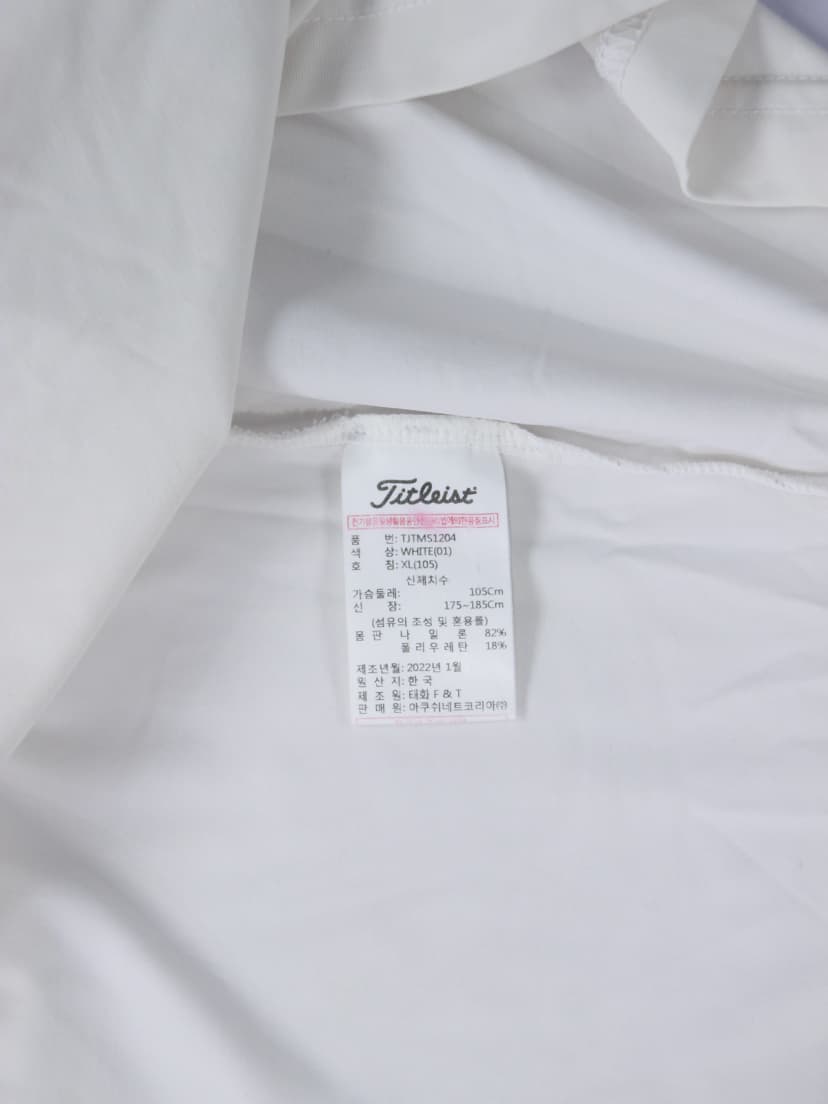 Titleist
품 번: TJTMS1204
색 상: WHITE(01)
호 칭: XL(105)
신체치수
가슴둘레: 105Cm
신 장: 175~185Cm
(섬유의 조성 및 혼용률)
몸 판 나 일 론 82%
폴 리 우 레 탄 18%
제조년월: 2022년 1월
원 산 지: 한 국
제 조 원: 태화 F & T
판 매 원: 아쿠쉬네트코리아(주)